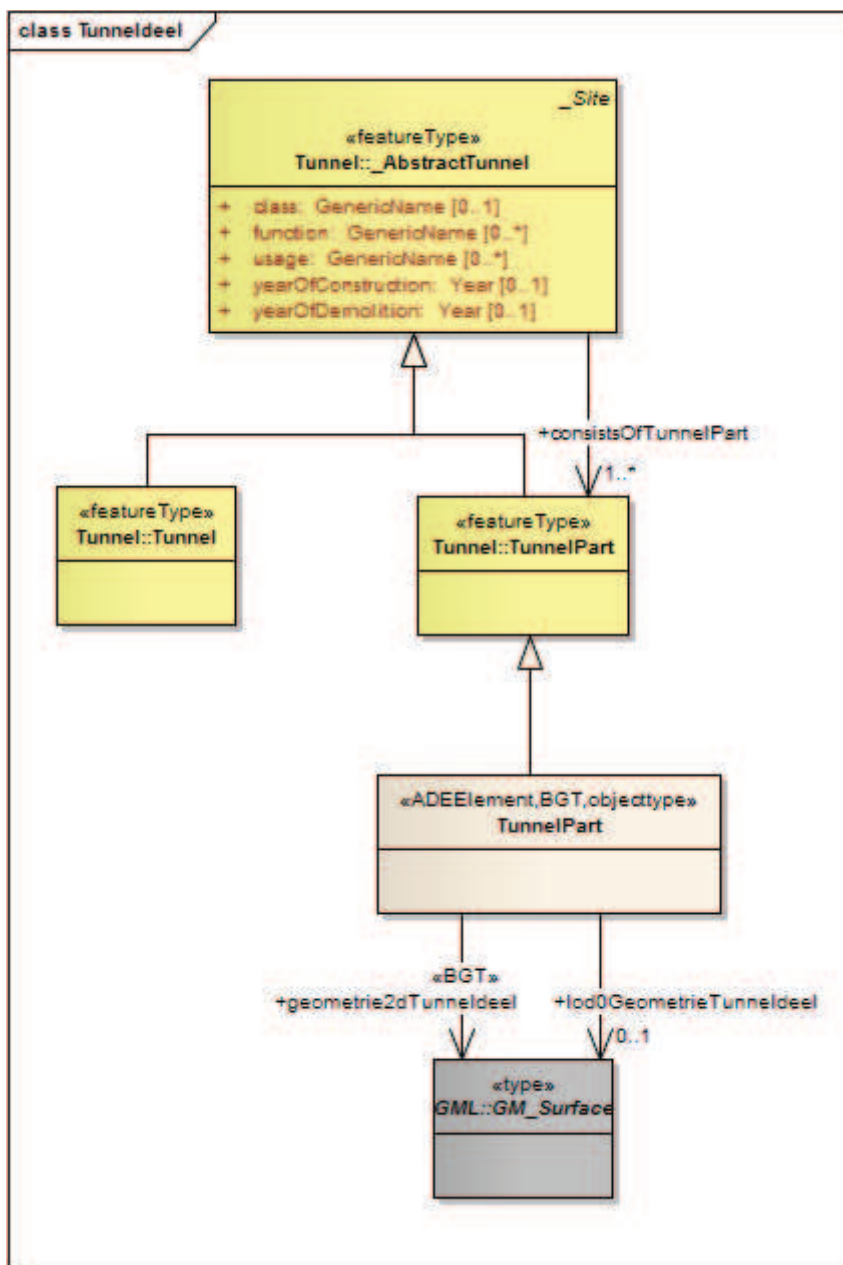 class Tunneldeel
_Site
«featureType»
Tunnel::_AbstractTunnel
+ class: GenericName [0..1]
+ function: GenericName [0..*]
+ usage: GenericName [0..*]
+ yearOfConstruction: Year [0..1]
+ yearOfDemolition: Year [0..1]
+consistsOfTunnelPart
1..*
«featureType»
Tunnel::Tunnel
«featureType»
Tunnel::TunnelPart
«ADEElement,BGT,objecttype»
TunnelPart
«BGT»
+geometrie2dTunneldeel
+lod0GeometrieTunneldeel
0..1
«type»
GML::GM_Surface